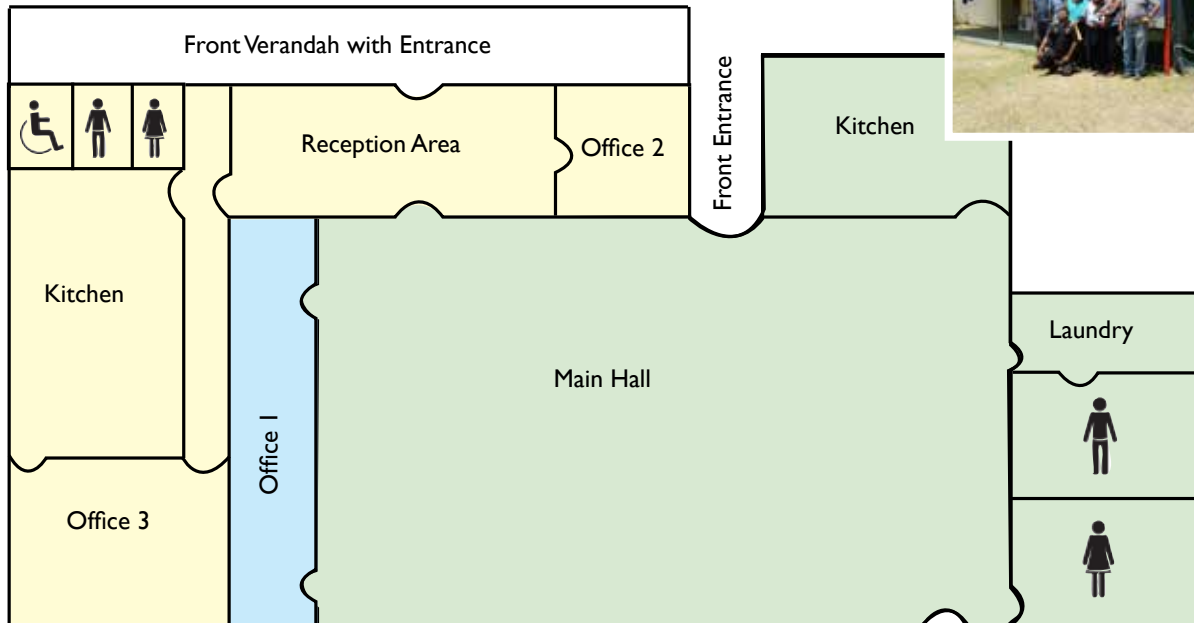 Front Verandah with Entrance
Front Entrance
Kitchen
Reception Area
Office 2
Kitchen
Laundry
Main Hall
Office 1
Office 3